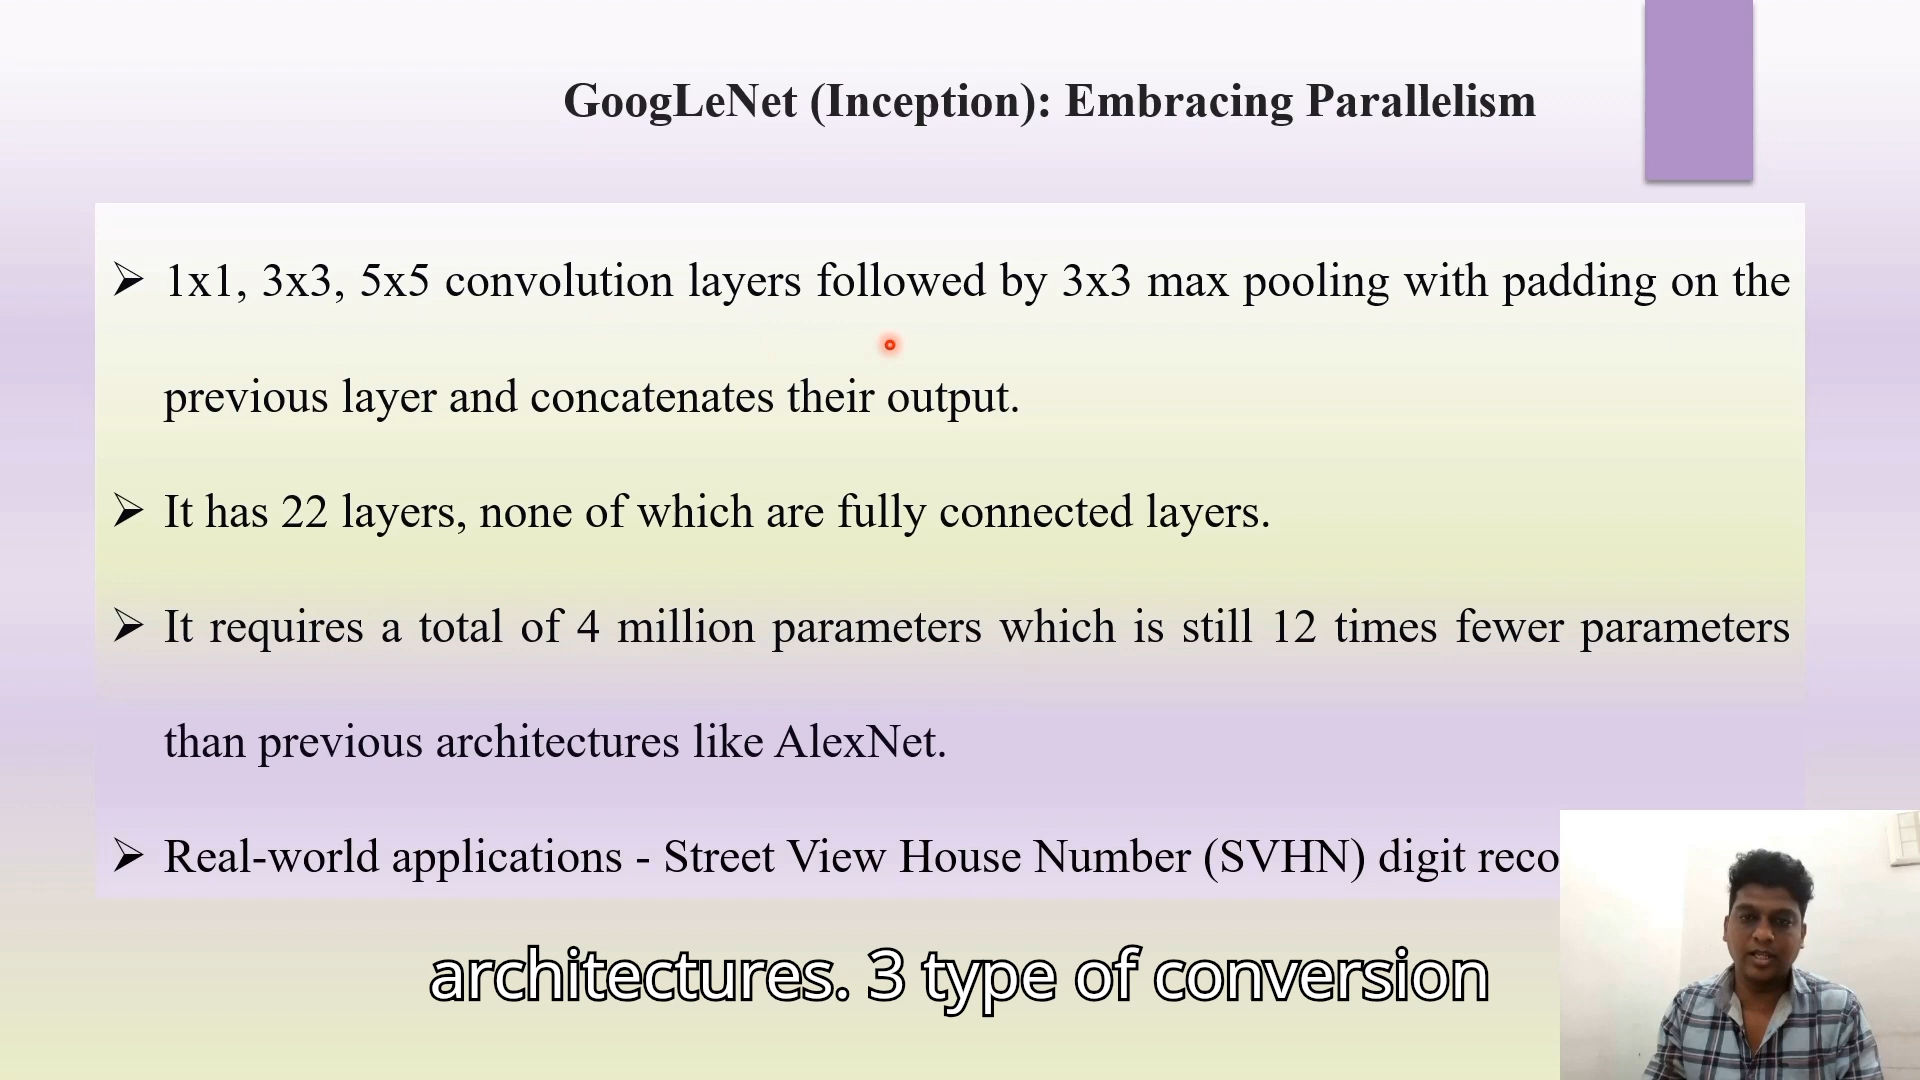 GoogLeNet (Inception): Embracing Parallelism
➢ 1x1, 3x3, 5x5 convolution layers followed by 3x3 max pooling with padding on the
previous layer and concatenates their output.
➢ It has 22 layers, none of which are fully connected layers.
➢ It requires a total of 4 million parameters which is still 12 times fewer parameters
than previous architectures like AlexNet.
➢ Real-world applications - Street View House Number (SVHN) digit reco
architectures. 3 type of conversion